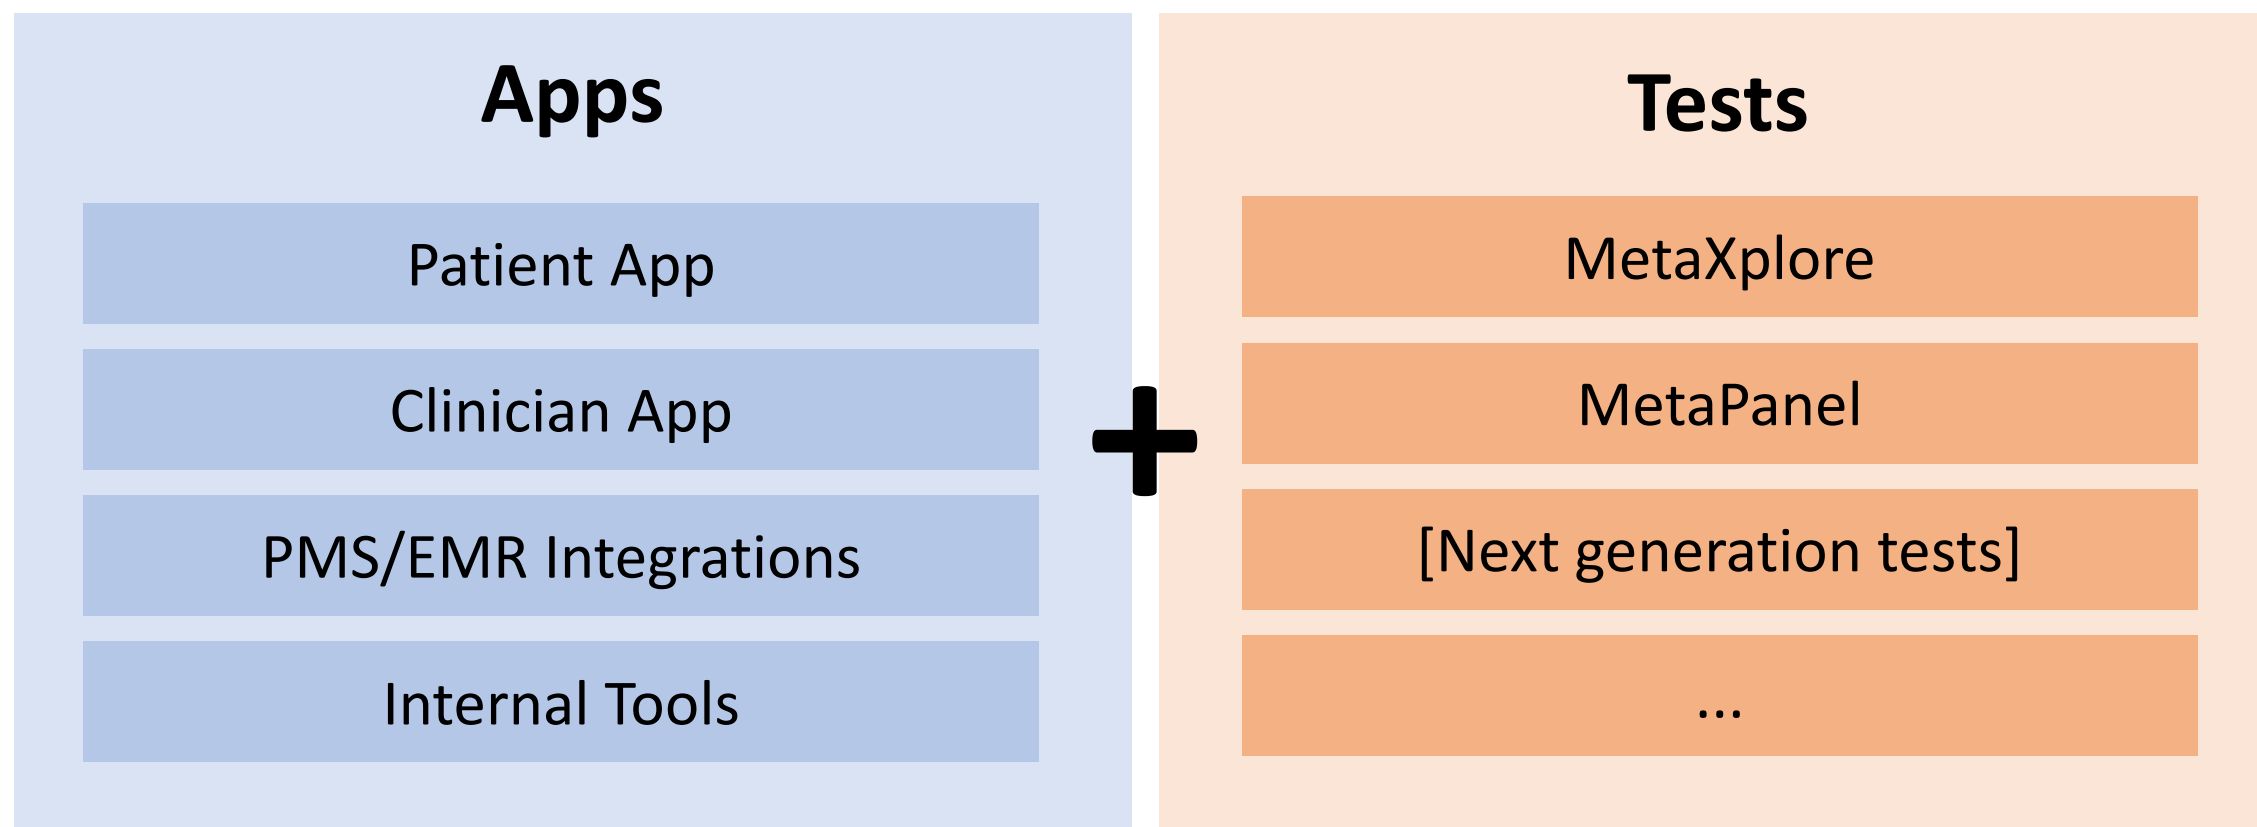 Apps
Patient App
Clinician App
PMS/EMR Integrations
Internal Tools
+
Tests
MetaXplore
MetaPanel
[Next generation tests]
...